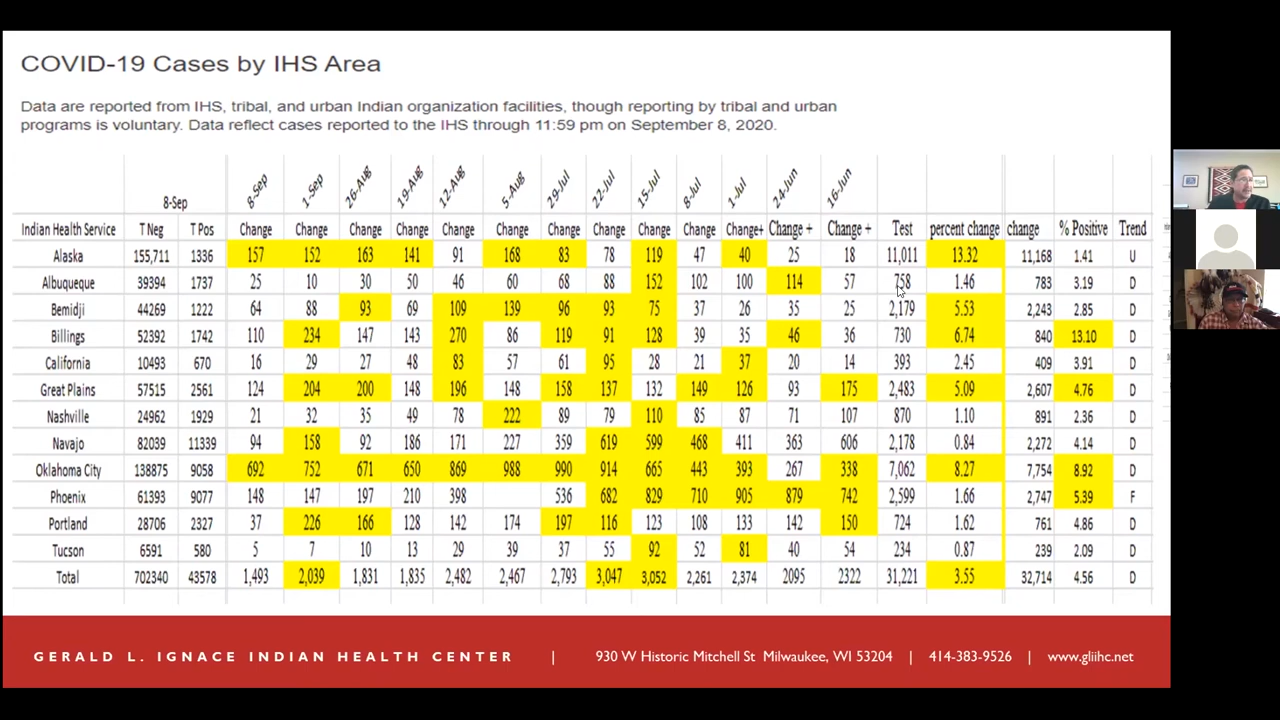 COVID-19 Cases by IHS Area
Data are reported from IHS, tribal, and urban Indian organization facilities, though reporting by tribal and urban
programs is voluntary. Data reflect cases reported to the IHS through 11:59 pm on September 8, 2020.
8-Sep 8-Sep 1-Sep 26-Aug 19-Aug 12-Aug 5-Aug 29-Jul 22-Jul 15-Jul 8-Jul 1-Jul 24-Jun 16-Jun
Indian Health Service T Neg T Pos Change Change Change Change Change Change Change Change Change Change Change+ Change + Change + Test percent change change % Positive Trend
Alaska 155,711 1336 157 152 163 141 91 168 83 78 119 47 40 25 18 11,011 13.32 11,168 1.41 U
Albuqueque 39394 1737 25 10 30 50 46 60 68 88 152 102 100 114 57 758 1.46 783 3.19 D
Bemidji 44269 1222 64 88 93 69 109 139 96 93 75 37 26 35 25 2,179 5.53 2,243 2.85 D
Billings 52392 1742 110 234 147 143 270 86 119 91 128 39 35 46 36 730 6.74 840 13.10 D
California 10493 670 16 29 27 48 83 57 61 95 28 21 37 20 14 393 2.45 409 3.91 D
Great Plains 57515 2561 124 204 200 148 196 148 158 137 132 149 126 93 175 2,483 5.09 2,607 4.76 D
Nashville 24962 1929 21 32 35 49 78 222 89 79 110 85 87 71 107 870 1.10 891 2.36 D
Navajo 82039 11339 94 158 92 186 171 227 359 619 599 468 411 363 606 2,178 0.84 2,272 4.14 D
Oklahoma City 138875 9058 692 752 671 650 869 988 990 914 665 443 393 267 338 7,062 8.27 7,754 8.92 D
Phoenix 61393 9077 148 147 197 210 398 536 682 829 710 905 879 742 2,599 1.66 2,747 5.39 F
Portland 28706 2327 37 226 166 128 142 174 197 116 123 108 133 142 150 724 1.62 761 4.86 D
Tucson 6591 580 5 7 10 13 29 39 37 55 92 52 81 40 54 234 0.87 239 2.09 D
Total 702340 43578 1,493 2,039 1,831 1,835 2,482 2,467 2,793 3,047 3,052 2,261 2,374 2095 2322 31,221 3.55 32,714 4.56 D
GERALD L. IGNACE INDIAN HEALTH CENTER | 930 W Historic Mitchell St Milwaukee, WI 53204 | 414-383-9526 | www.gliihc.net